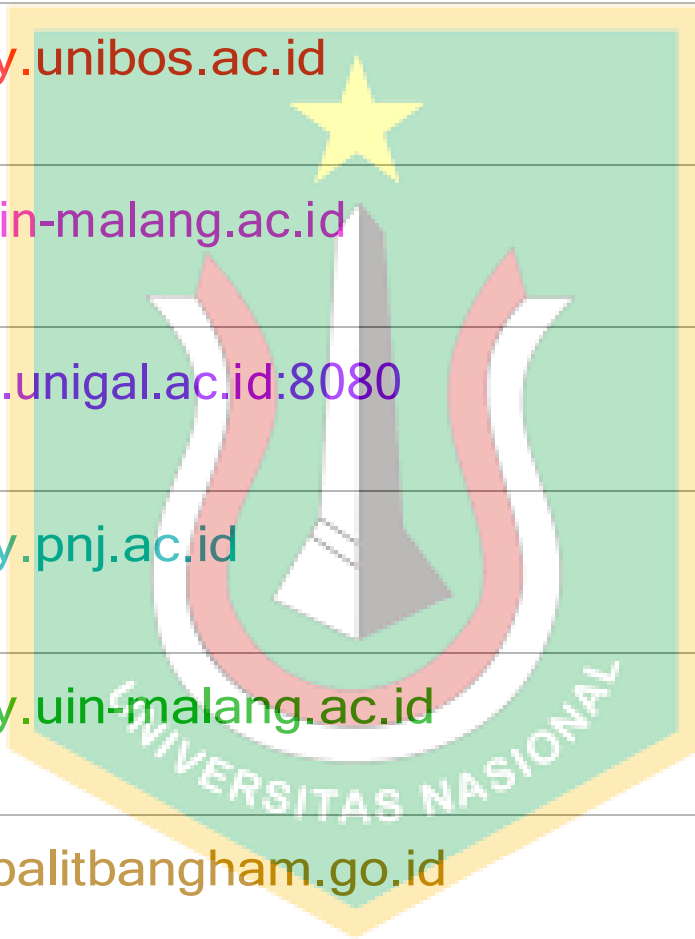 y.unibos.ac.id
in-malang.ac.id
.unigal.ac.id:8080
y.pnj.ac.id
y.uin-malang.ac.id
UNIVERSITAS NASIONAL
balitbangham.go.id